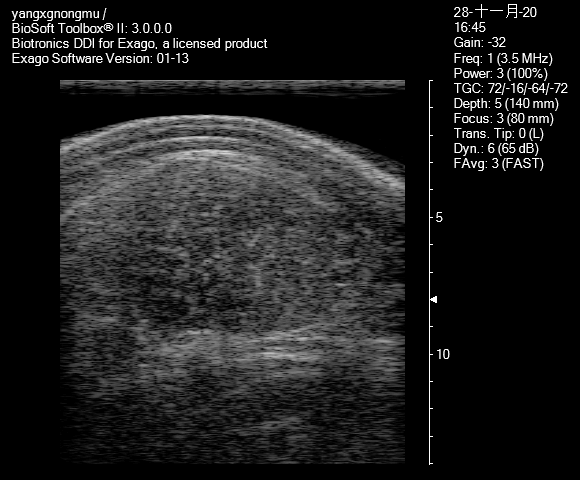 yangxgnongmu /
BioSoft Toolbox® II: 3.0.0.0
Biotronics DDI for Exago, a licensed product
Exago Software Version: 01-13
28-十一月-20
16:45
Gain: -32
Freq: 1 (3.5 MHz)
Power: 3 (100%)
TGC: 72/-16/-64/-72
Depth: 5 (140 mm)
Focus: 3 (80 mm)
Trans. Tip: 0 (L)
Dyn.: 6 (65 dB)
FAvg: 3 (FAST)
5
10